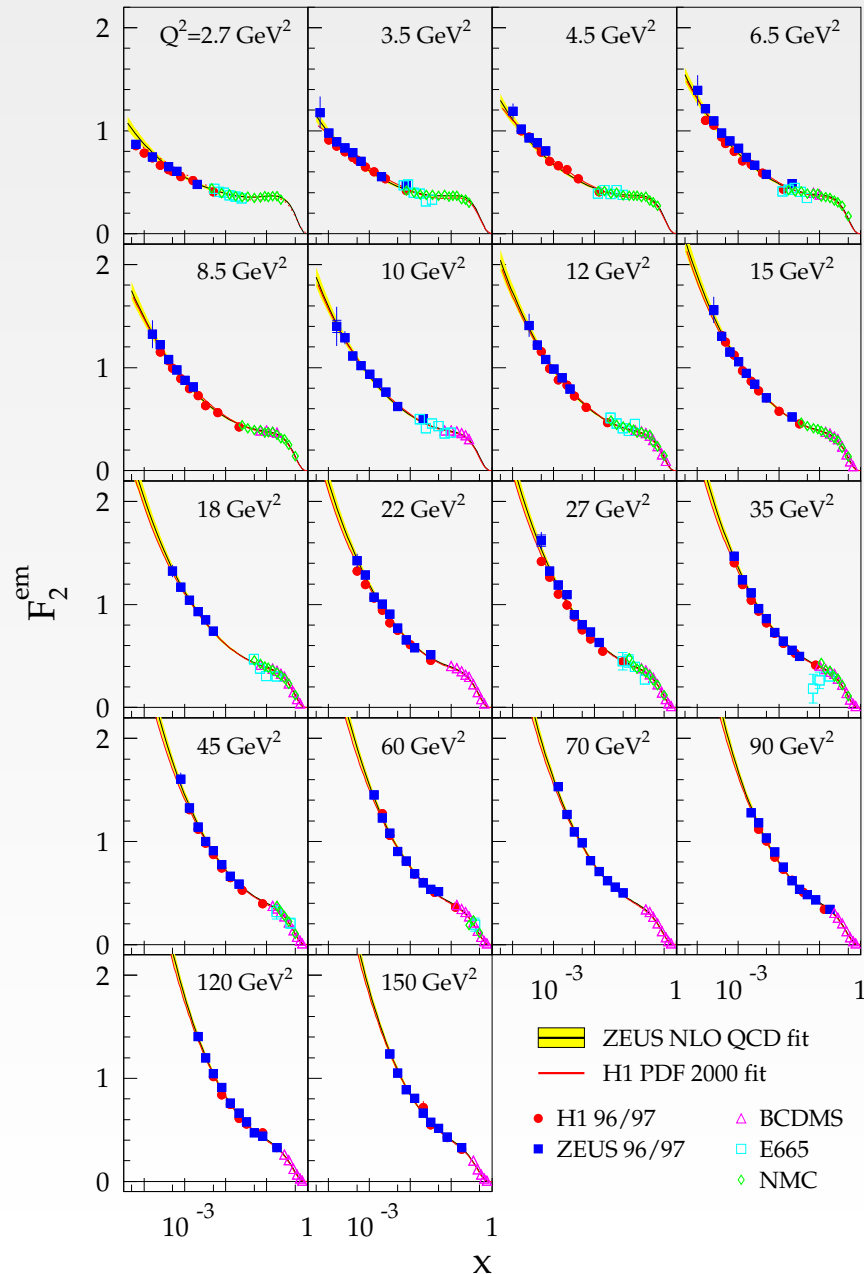 2
Q²=2.7 GeV² 3.5 GeV² 4.5 GeV² 6.5 GeV²
1
0
2
8.5 GeV² 10 GeV² 12 GeV² 15 GeV²
1
0
2
18 GeV² 22 GeV² 27 GeV² 35 GeV²
F₂ᵉᵐ
1
0
2
45 GeV² 60 GeV² 70 GeV² 90 GeV²
1
0
10⁻³ 1 10⁻³ 1
2
120 GeV² 150 GeV²
ZEUS NLO QCD fit
H1 PDF 2000 fit
1
H1 96/97 BCDMS
ZEUS 96/97 E665
NMC
0
10⁻³ 1 10⁻³ 1
x